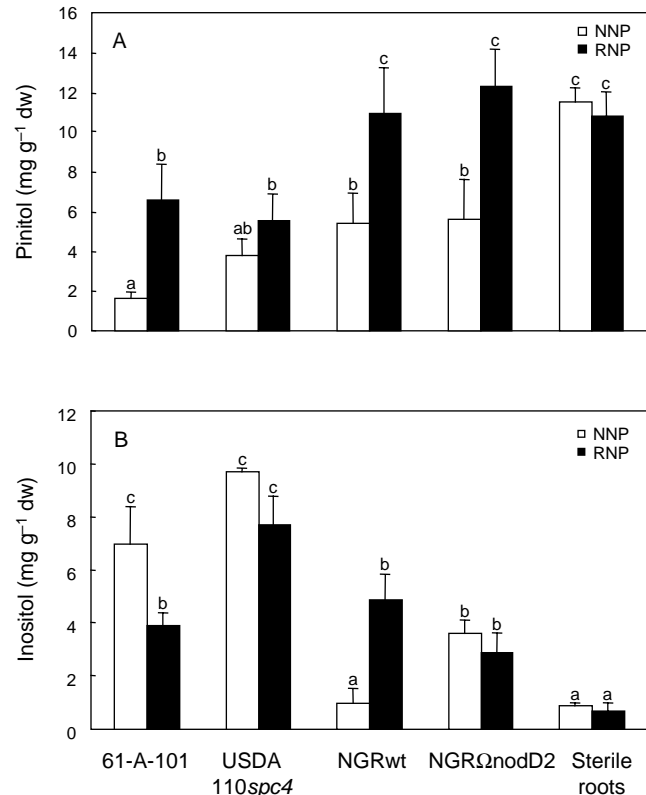 A
NNP
RNP
Pinitol (mg g⁻¹ dw)
16
14
12
10
8
6
4
2
0
a b ab b b c b c c c
B
NNP
RNP
Inositol (mg g⁻¹ dw)
12
10
8
6
4
2
0
c b c c a b b b a a
61-A-101 USDA NGRwt NGRΩnodD2 Sterile
110spc4 roots